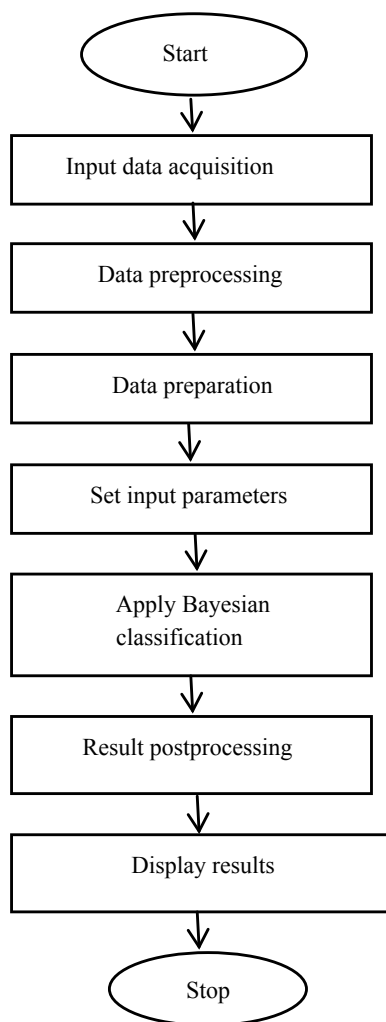 Start
Input data acquisition
Data preprocessing
Data preparation
Set input parameters
Apply Bayesian
classification
Result postprocessing
Display results
Stop